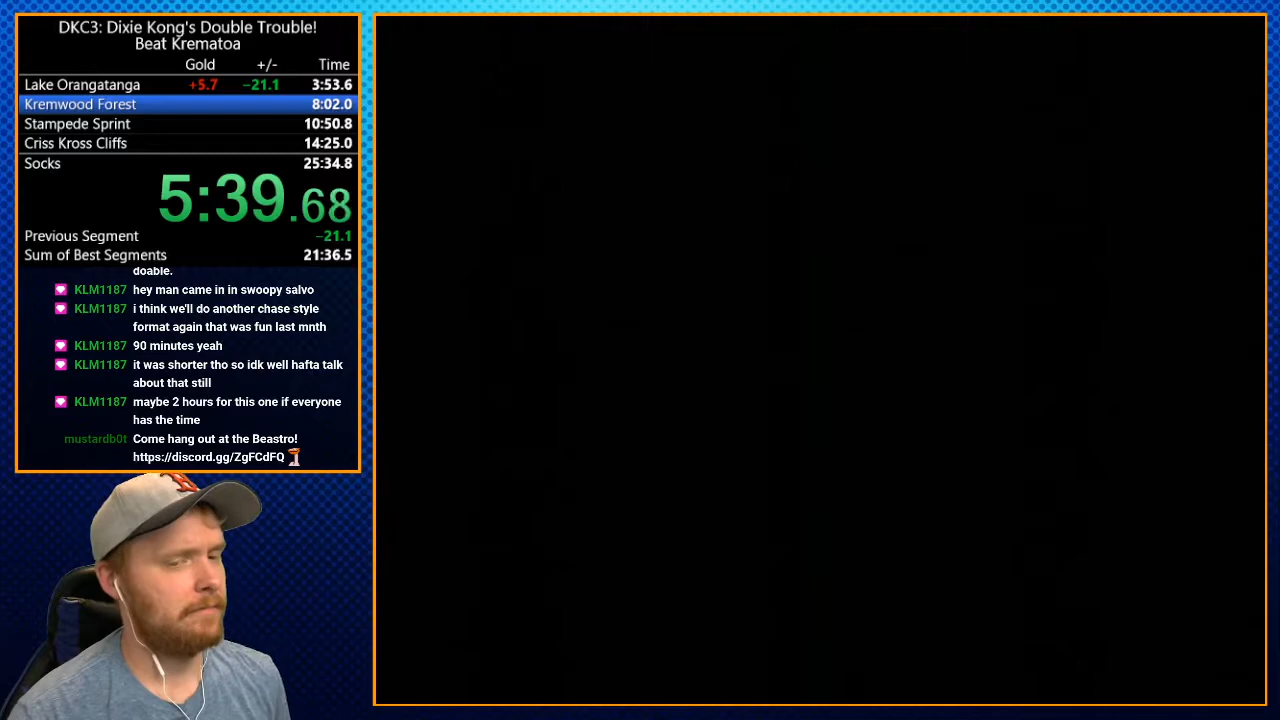 DKC3: Dixie Kong's Double Trouble!
Beat Krematoa
Gold +/- Time
Lake Orangatanga +5.7 −21.1 3:53.6
Kremwood Forest 8:02.0
Stampede Sprint 10:50.8
Criss Kross Cliffs 14:25.0
Socks 25:34.8
5:39.68
Previous Segment −21.1
Sum of Best Segments 21:36.5
doable.
KLM1187 hey man came in in swoopy salvo
KLM1187 i think we'll do another chase style
format again that was fun last mnth
KLM1187 90 minutes yeah
KLM1187 it was shorter tho so idk well hafta talk
about that still
KLM1187 maybe 2 hours for this one if everyone
has the time
mustardb0t Come hang out at the Beastro!
https://discord.gg/ZgFCdFQ